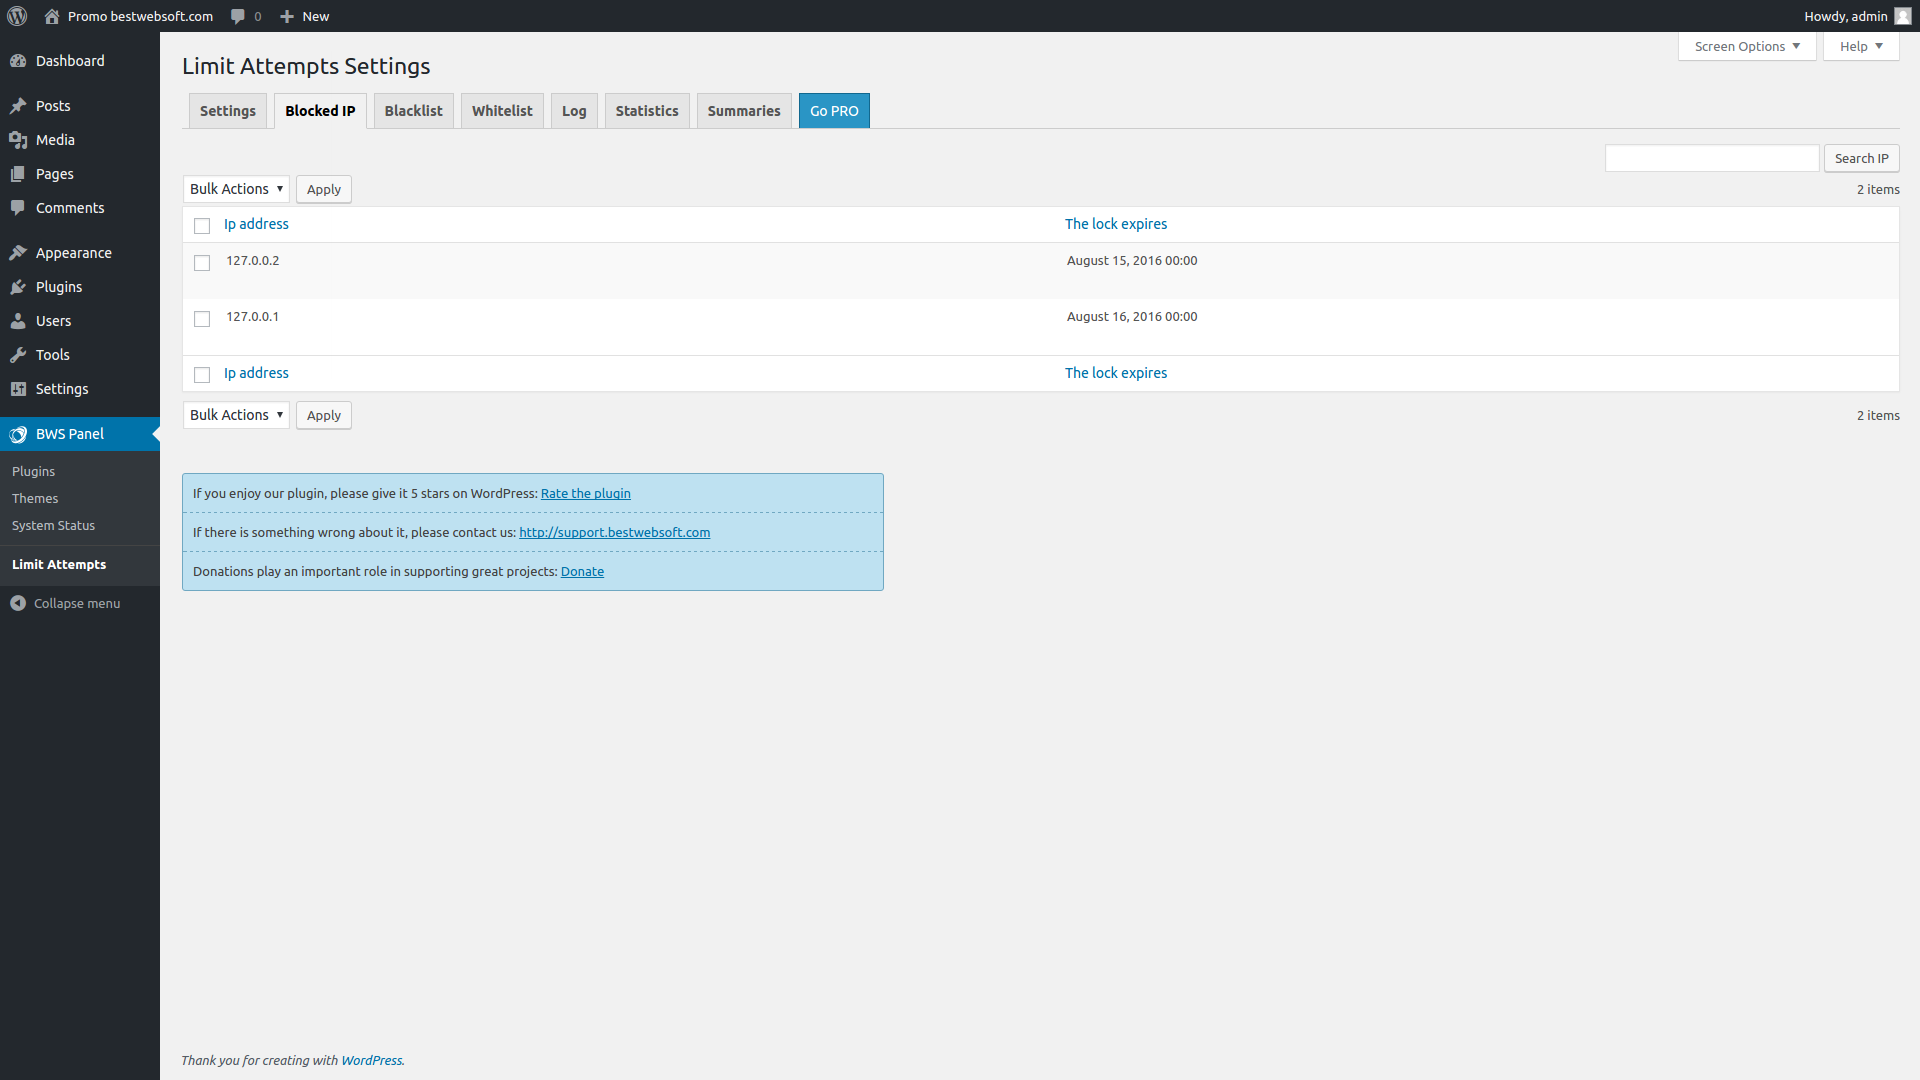 Promo bestwebsoft.com 0 New Howdy, admin
Screen Options Help
Dashboard
Posts
Media
Pages
Comments
Appearance
Plugins
Users
Tools
Settings
BWS Panel
Plugins
Themes
System Status
Limit Attempts
Collapse menu
Limit Attempts Settings
Settings Blocked IP Blacklist Whitelist Log Statistics Summaries Go PRO
Search IP
Bulk Actions Apply 2 items
Ip address The lock expires
127.0.0.2 August 15, 2016 00:00
127.0.0.1 August 16, 2016 00:00
Ip address The lock expires
Bulk Actions Apply 2 items
If you enjoy our plugin, please give it 5 stars on WordPress: Rate the plugin
If there is something wrong about it, please contact us: http://support.bestwebsoft.com
Donations play an important role in supporting great projects: Donate
Thank you for creating with WordPress.